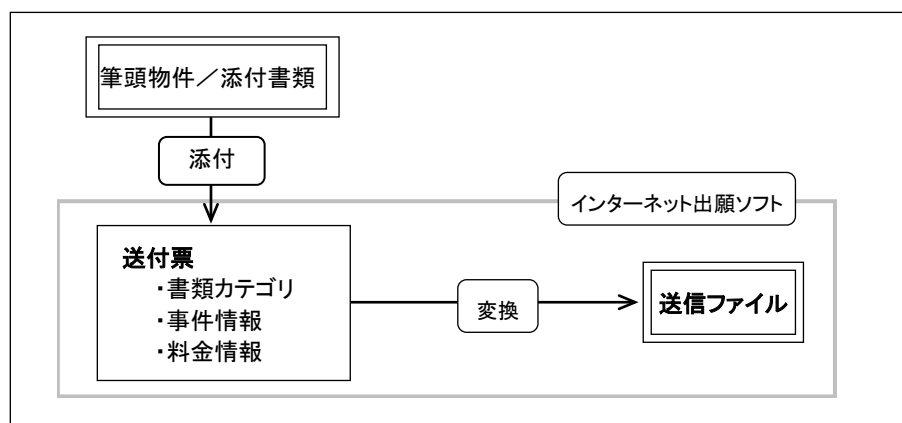 筆頭物件／添付書類
添付
インターネット出願ソフト
送付票
・書類カテゴリ
・事件情報
・料金情報
変換
送信ファイル